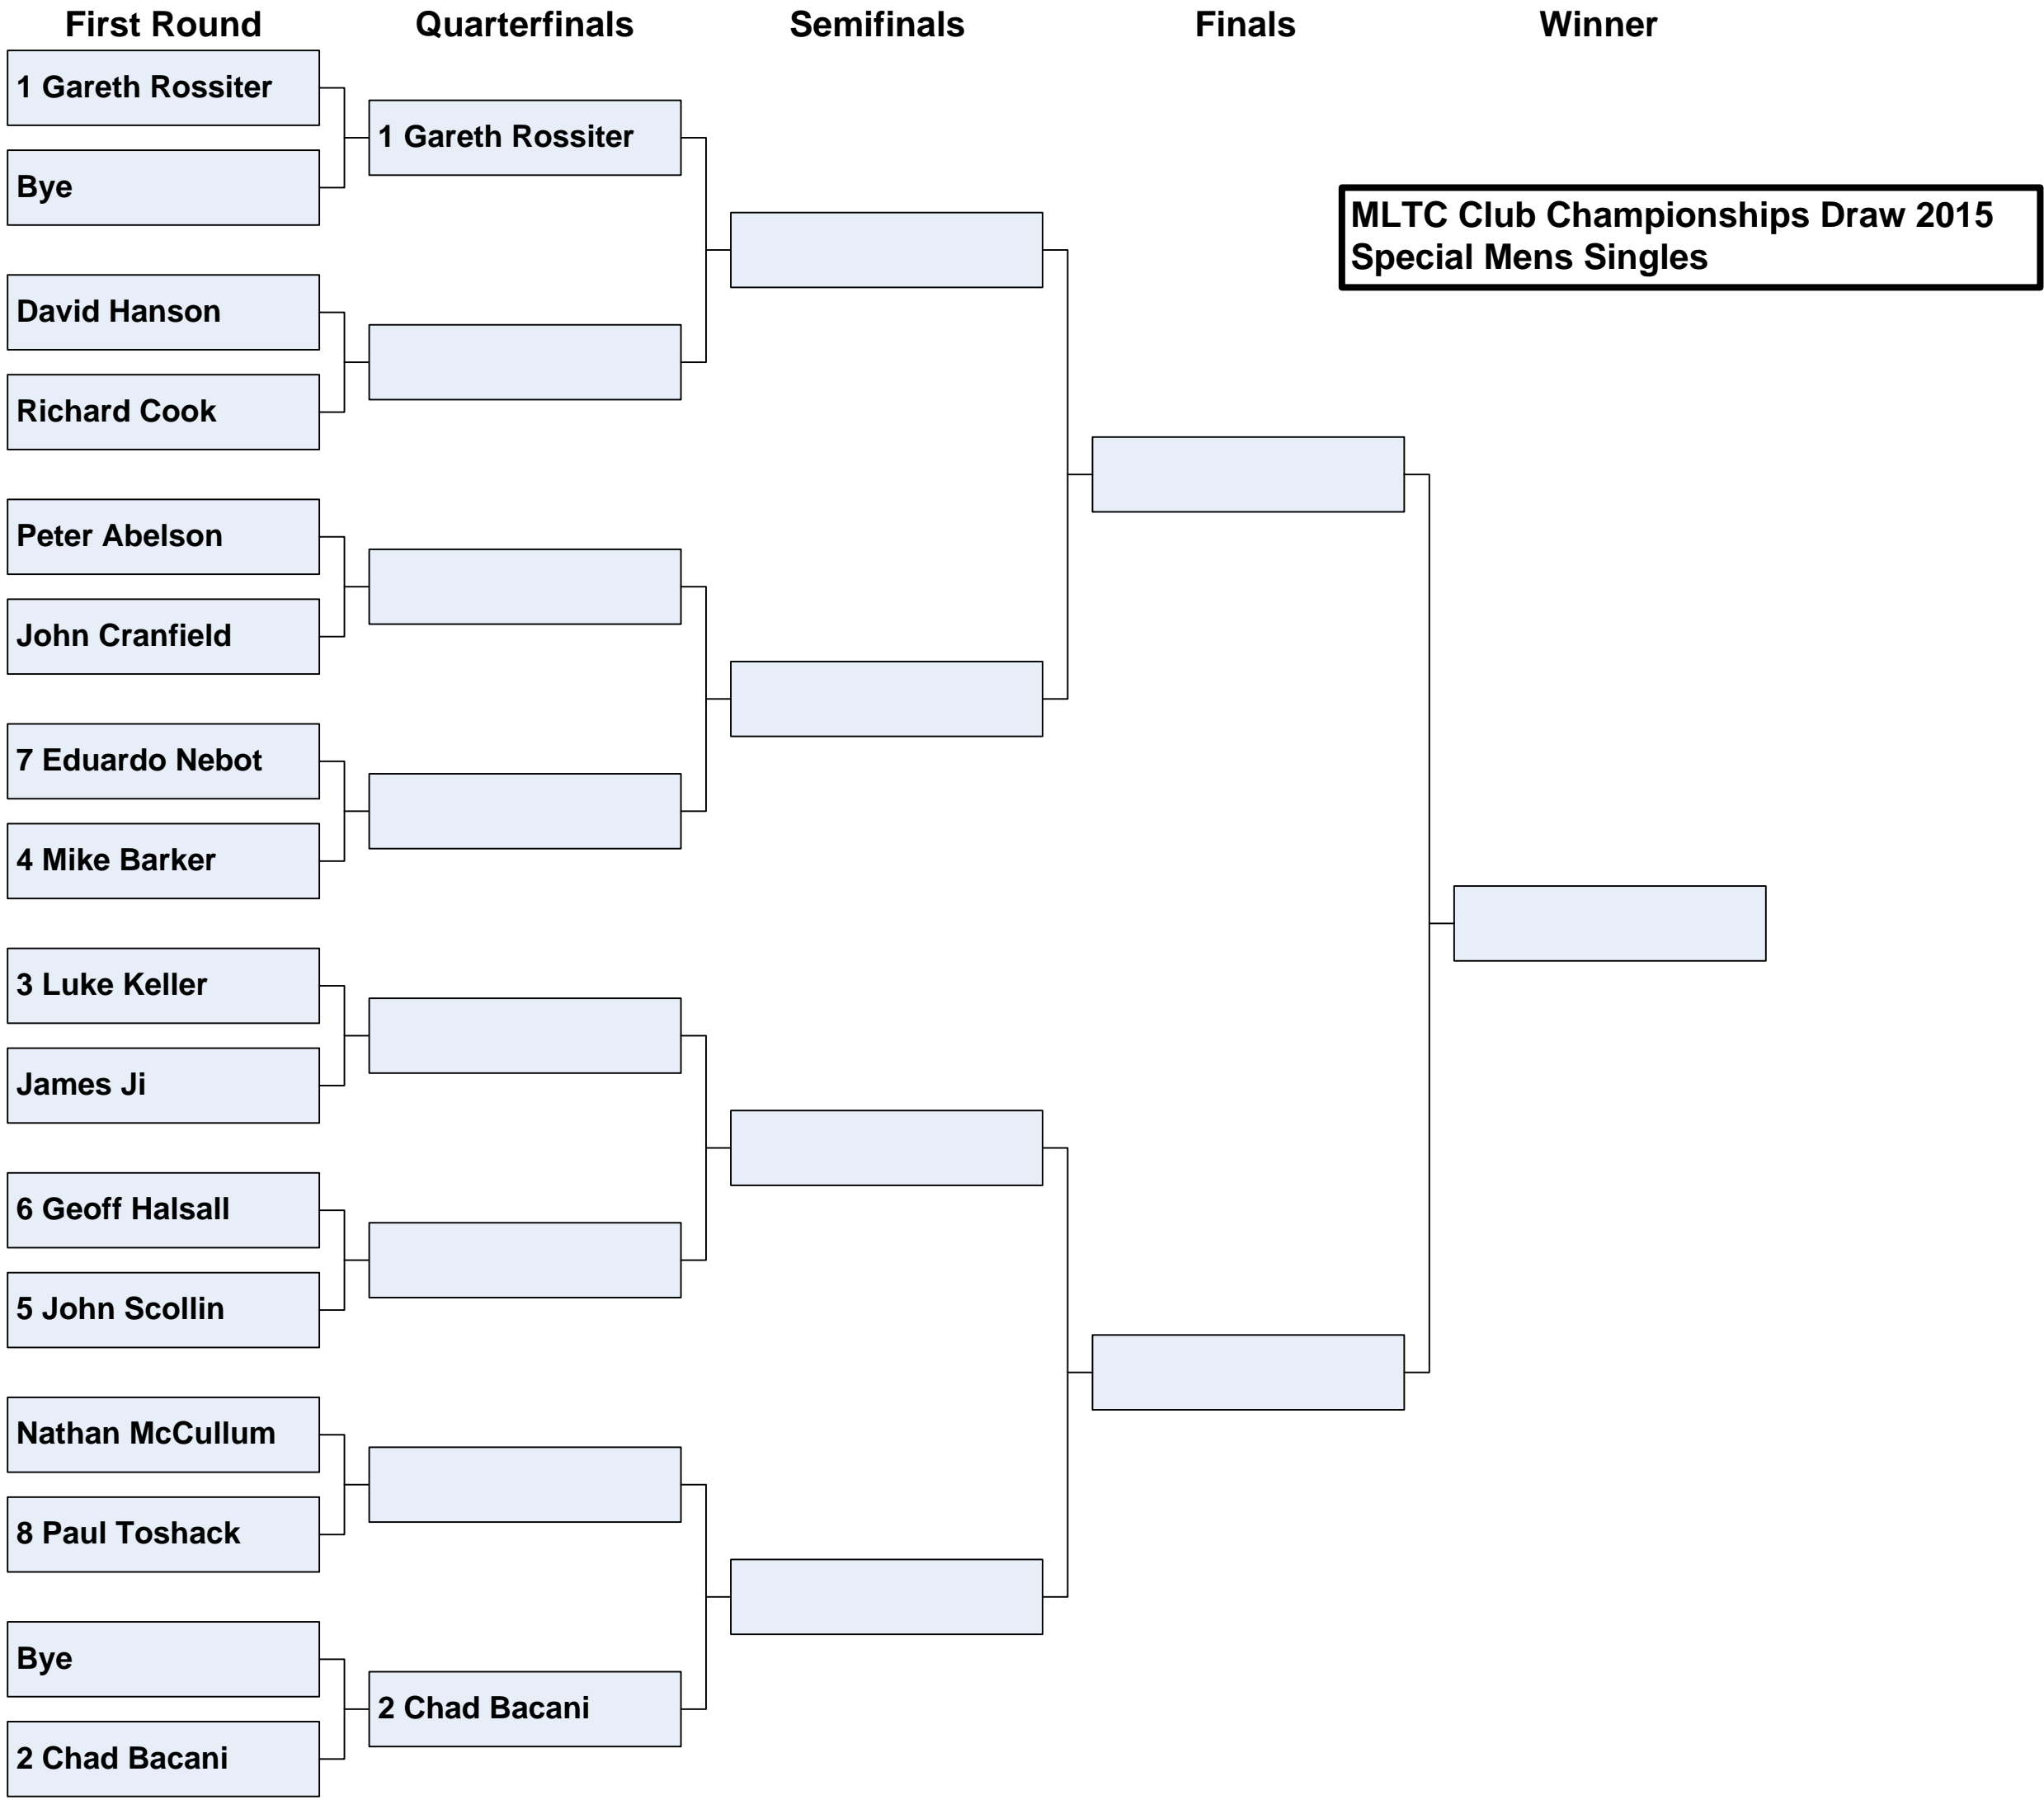 First Round Quarterfinals Semifinals Finals Winner
1 Gareth Rossiter
1 Gareth Rossiter
Bye
MLTC Club Championships Draw 2015
Special Mens Singles
David Hanson
Richard Cook
Peter Abelson
John Cranfield
7 Eduardo Nebot
4 Mike Barker
3 Luke Keller
James Ji
6 Geoff Halsall
5 John Scollin
Nathan McCullum
8 Paul Toshack
Bye
2 Chad Bacani
2 Chad Bacani